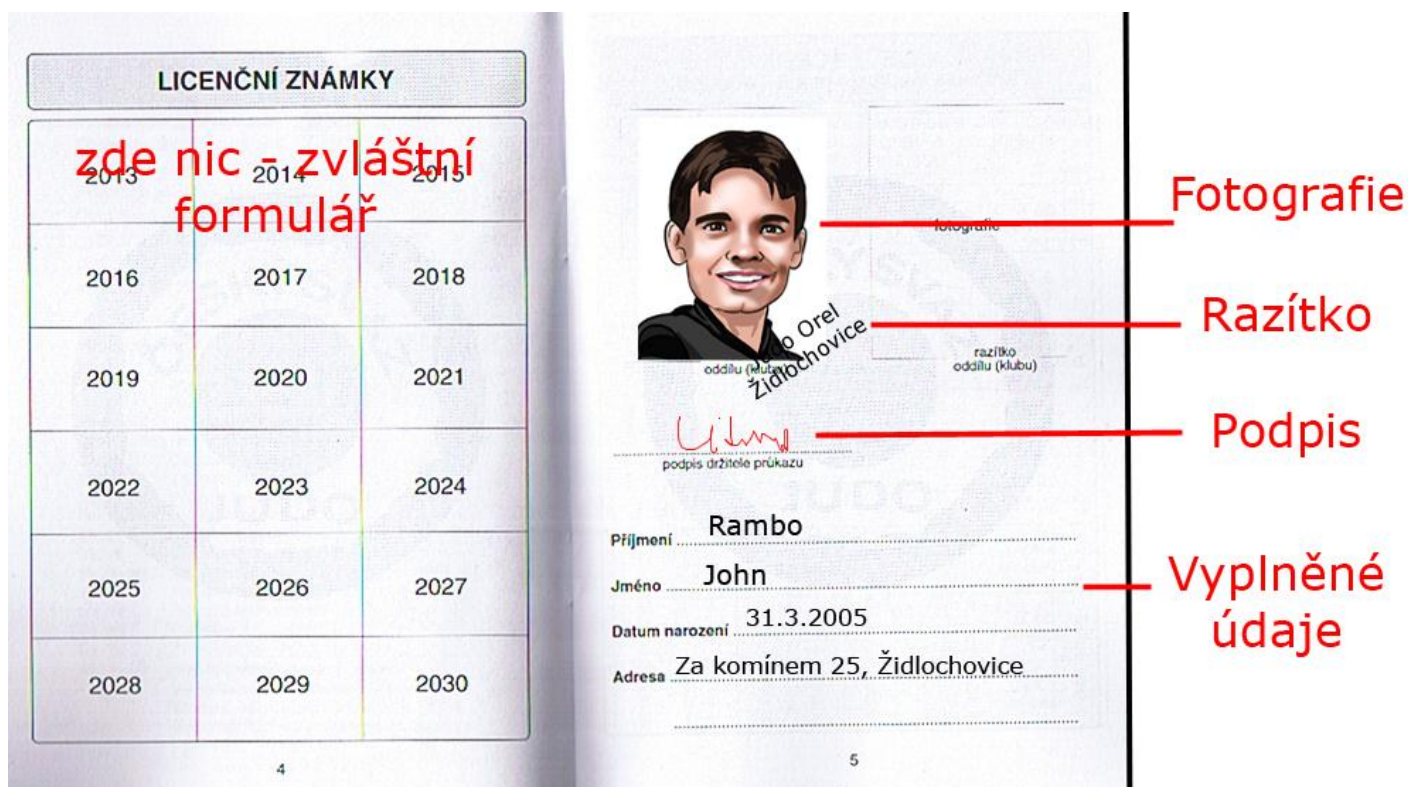 LICENČNÍ ZNÁMKY
zde nic - zvláštní
formulář
2013 2014 2015
2016 2017 2018
2019 2020 2021
2022 2023 2024
2025 2026 2027
2028 2029 2030
4
fotografie
Judo Orel
Židlochovice
oddílu (klubu)
razítko
oddílu (klubu)
podpis držitele průkazu
Příjmení Rambo
Jméno John
Datum narození 31.3.2005
Adresa Za komínem 25, Židlochovice
5
Fotografie
Razítko
Podpis
Vyplněné
údaje